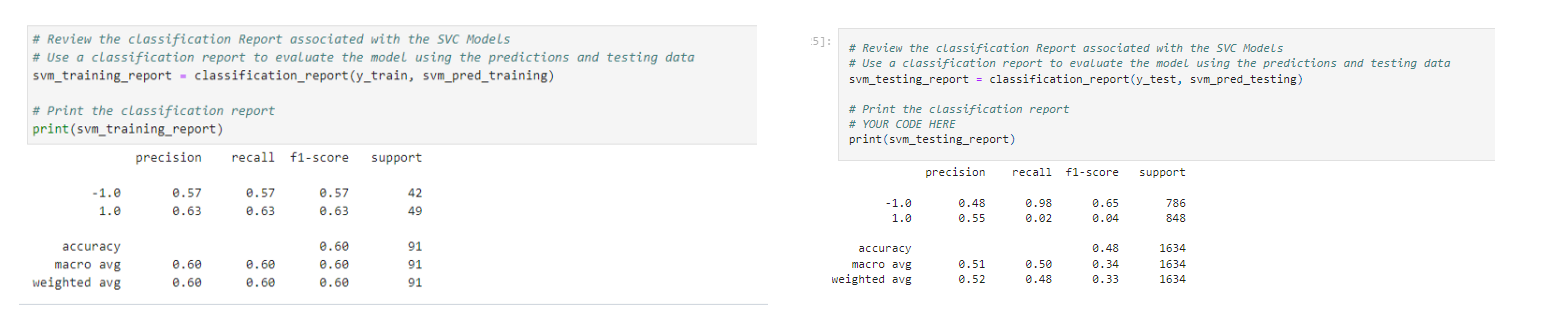 # Review the classification Report associated with the SVC Models
# Use a classification report to evaluate the model using the predictions and testing data
svm_training_report = classification_report(y_train, svm_pred_training)
# Print the classification report
print(svm_training_report)
precision recall f1-score support
-1.0 0.57 0.57 0.57 42
1.0 0.63 0.63 0.63 49
accuracy 0.60 91
macro avg 0.60 0.60 0.60 91
weighted avg 0.60 0.60 0.60 91
5]:
# Review the classification Report associated with the SVC Models
# Use a classification report to evaluate the model using the predictions and testing data
svm_testing_report = classification_report(y_test, svm_pred_testing)
# Print the classification report
# YOUR CODE HERE
print(svm_testing_report)
precision recall f1-score support
-1.0 0.48 0.98 0.65 786
1.0 0.55 0.02 0.04 848
accuracy 0.48 1634
macro avg 0.51 0.50 0.34 1634
weighted avg 0.52 0.48 0.33 1634